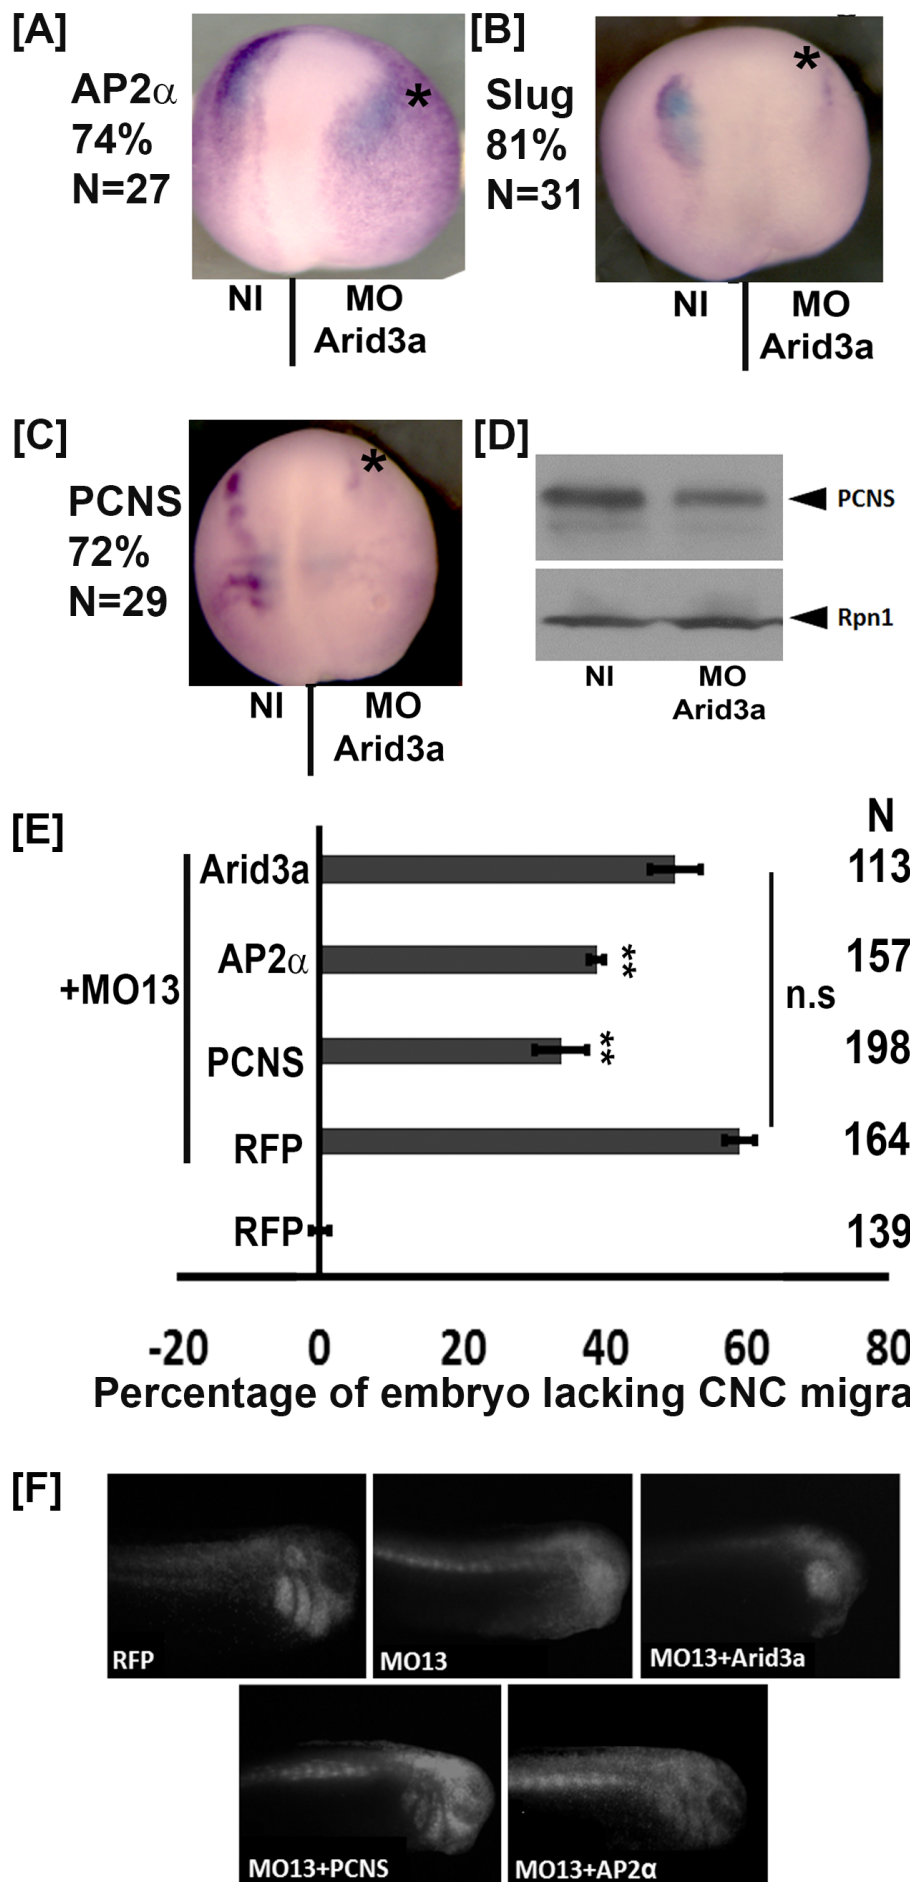 [A]
AP2α
74%
N=27
*
NI
MO
Arid3a
[B]
Slug
81%
N=31
*
NI
MO
Arid3a
[C]
PCNS
72%
N=29
*
NI
MO
Arid3a
[D]
PCNS
Rpn1
NI
MO
Arid3a
[E]
N
Arid3a
113
AP2α
**
157
+MO13
n.s
PCNS
**
198
RFP
164
RFP
139
-20 0 20 40 60 80
Percentage of embryo lacking CNC migra
[F]
RFP
MO13
MO13+Arid3a
MO13+PCNS
MO13+AP2α